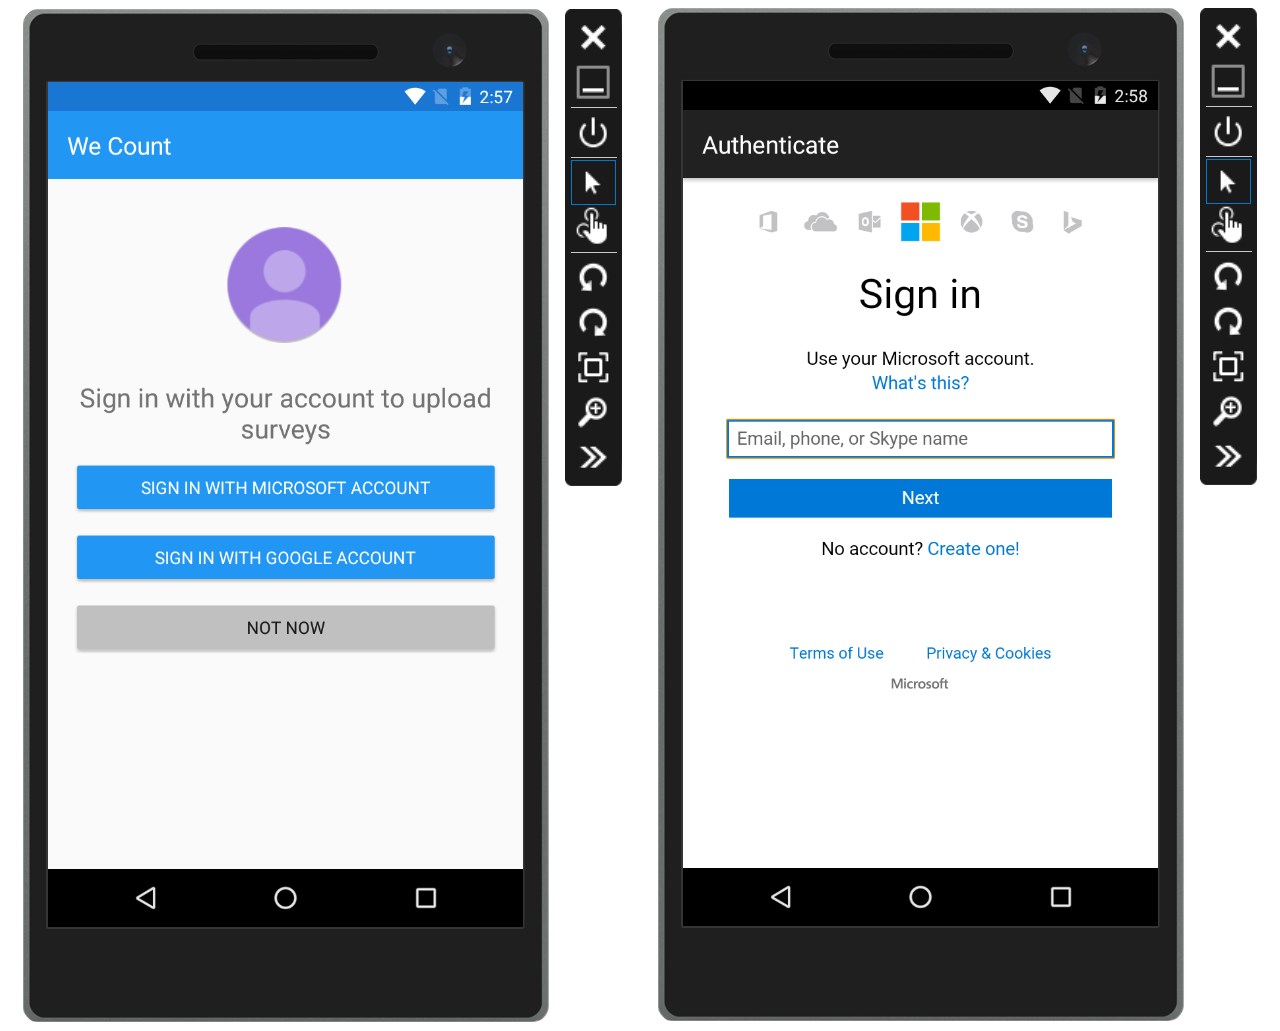 2:57
We Count
Sign in with your account to upload
surveys
SIGN IN WITH MICROSOFT ACCOUNT
SIGN IN WITH GOOGLE ACCOUNT
NOT NOW
2:58
Authenticate
Sign in
Use your Microsoft account.
What's this?
Email, phone, or Skype name
Next
No account? Create one!
Terms of Use Privacy & Cookies
Microsoft